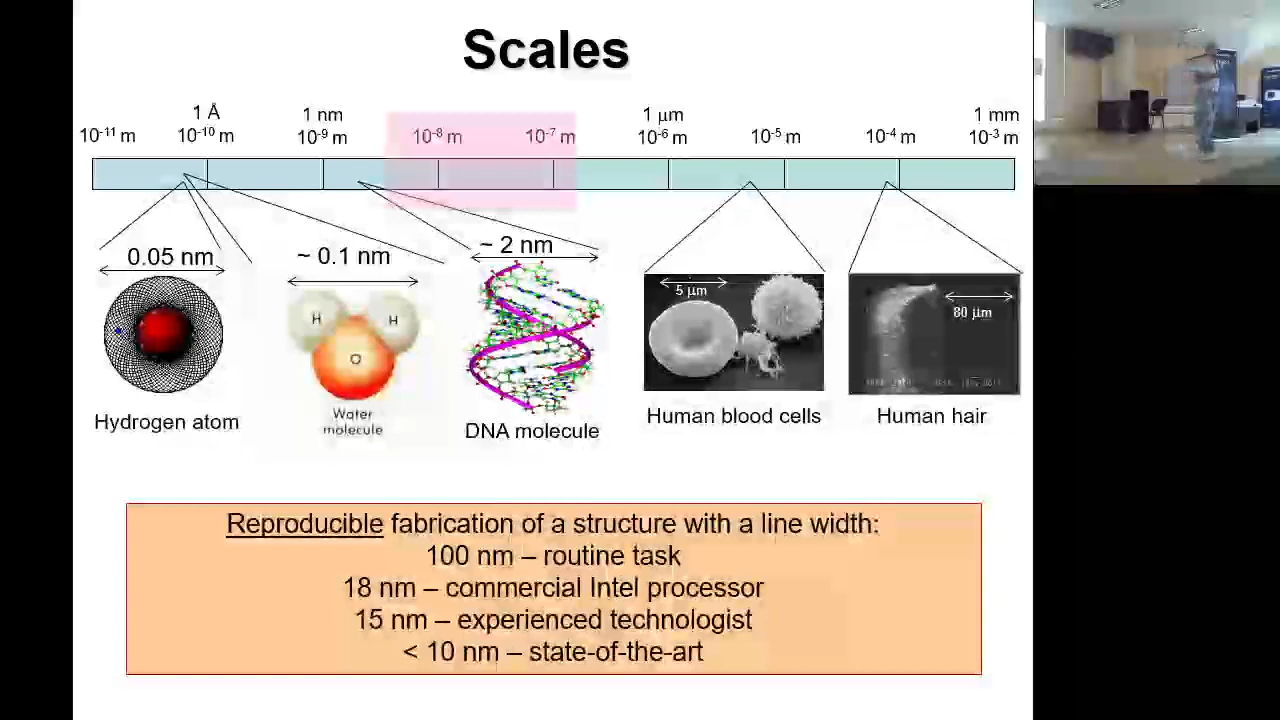 Scales
1 Å
1 nm
1 μm
1 mm
10⁻¹¹ m
10⁻¹⁰ m
10⁻⁹ m
10⁻⁸ m
10⁻⁷ m
10⁻⁶ m
10⁻⁵ m
10⁻⁴ m
10⁻³ m
0.05 nm
~ 0.1 nm
~ 2 nm
5 μm
80 μm
H
H
O
Hydrogen atom
Water
molecule
DNA molecule
Human blood cells
Human hair
Reproducible fabrication of a structure with a line width:
100 nm – routine task
18 nm – commercial Intel processor
15 nm – experienced technologist
< 10 nm – state-of-the-art